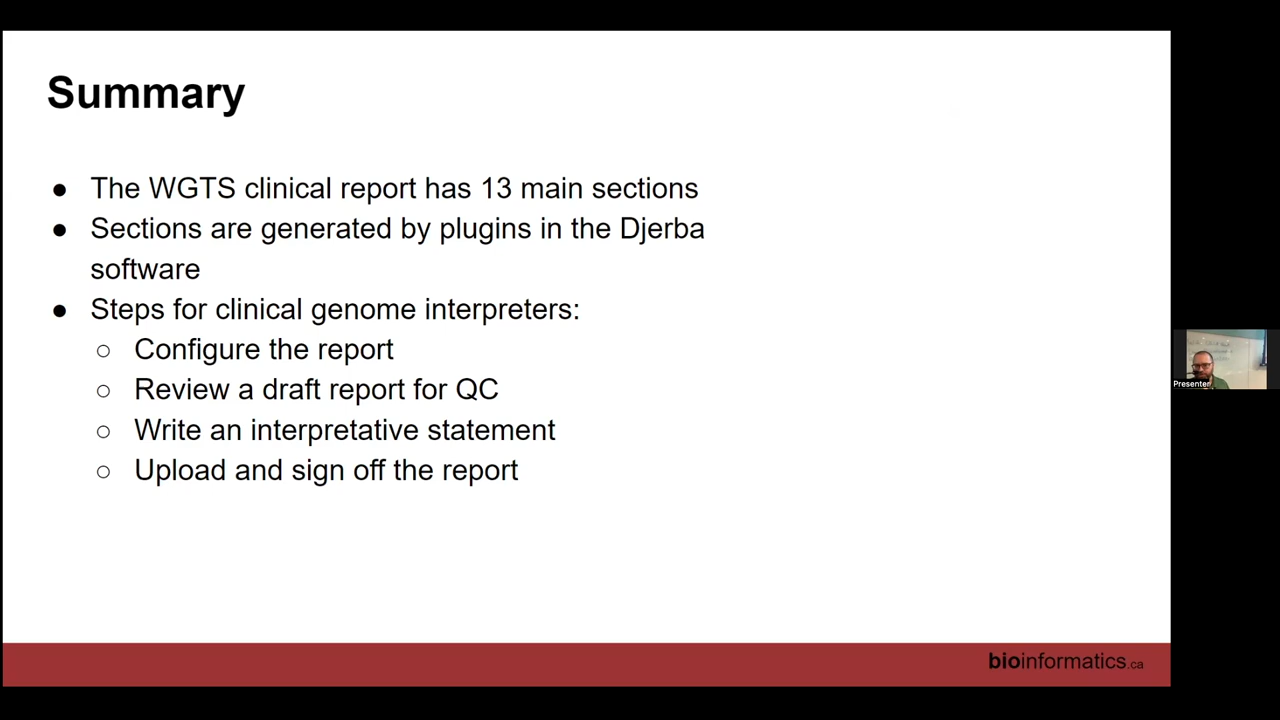 Summary
● The WGTS clinical report has 13 main sections
● Sections are generated by plugins in the Djerba
software
● Steps for clinical genome interpreters:
○ Configure the report
○ Review a draft report for QC
○ Write an interpretative statement
○ Upload and sign off the report
Presenter
bioinformatics.ca